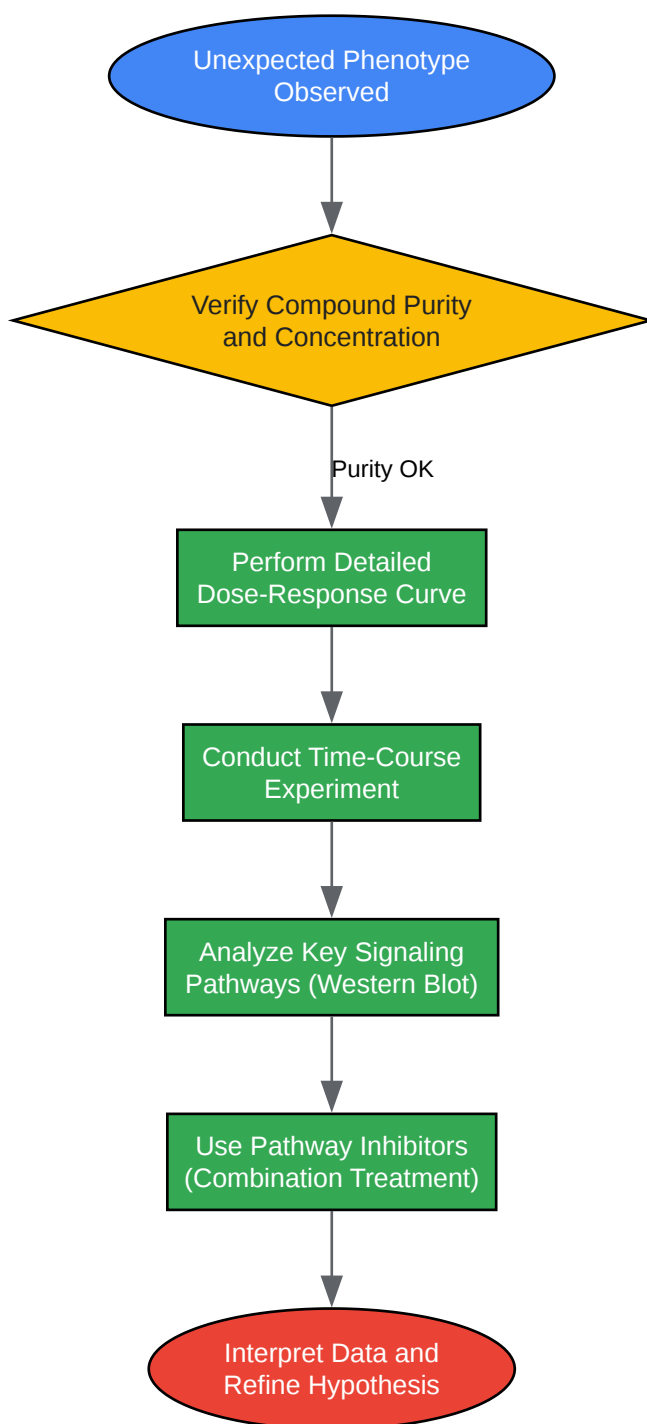 Unexpected Phenotype
Observed
Verify Compound Purity
and Concentration
Purity OK
Perform Detailed
Dose-Response Curve
Conduct Time-Course
Experiment
Analyze Key Signaling
Pathways (Western Blot)
Use Pathway Inhibitors
(Combination Treatment)
Interpret Data and
Refine Hypothesis